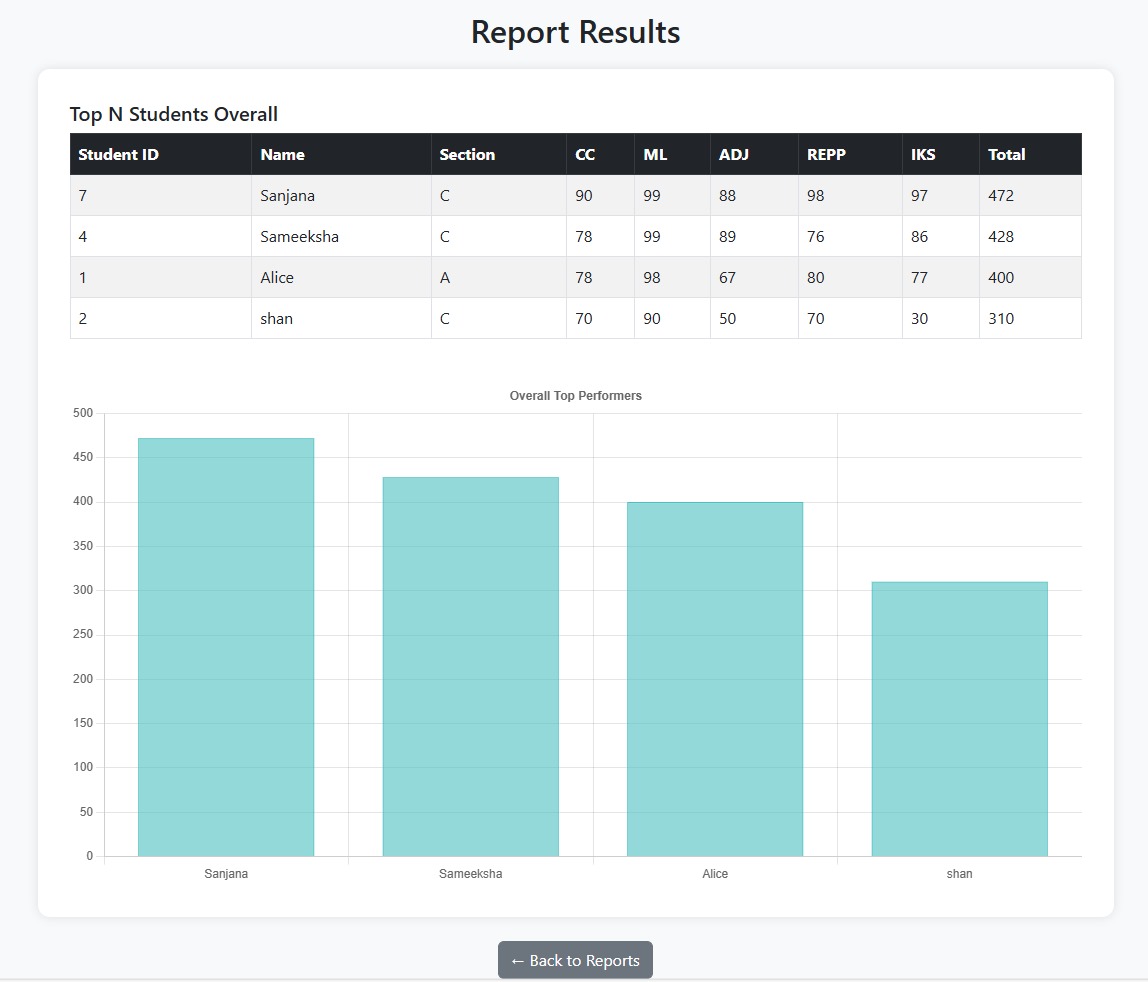 Report Results
Top N Students Overall
Student ID Name Section CC ML ADJ REPP IKS Total
7 Sanjana C 90 99 88 98 97 472
4 Sameeksha C 78 99 89 76 86 428
1 Alice A 78 98 67 80 77 400
2 shan C 70 90 50 70 30 310
Overall Top Performers
500
450
400
350
300
250
200
150
100
50
0
Sanjana Sameeksha Alice shan
← Back to Reports